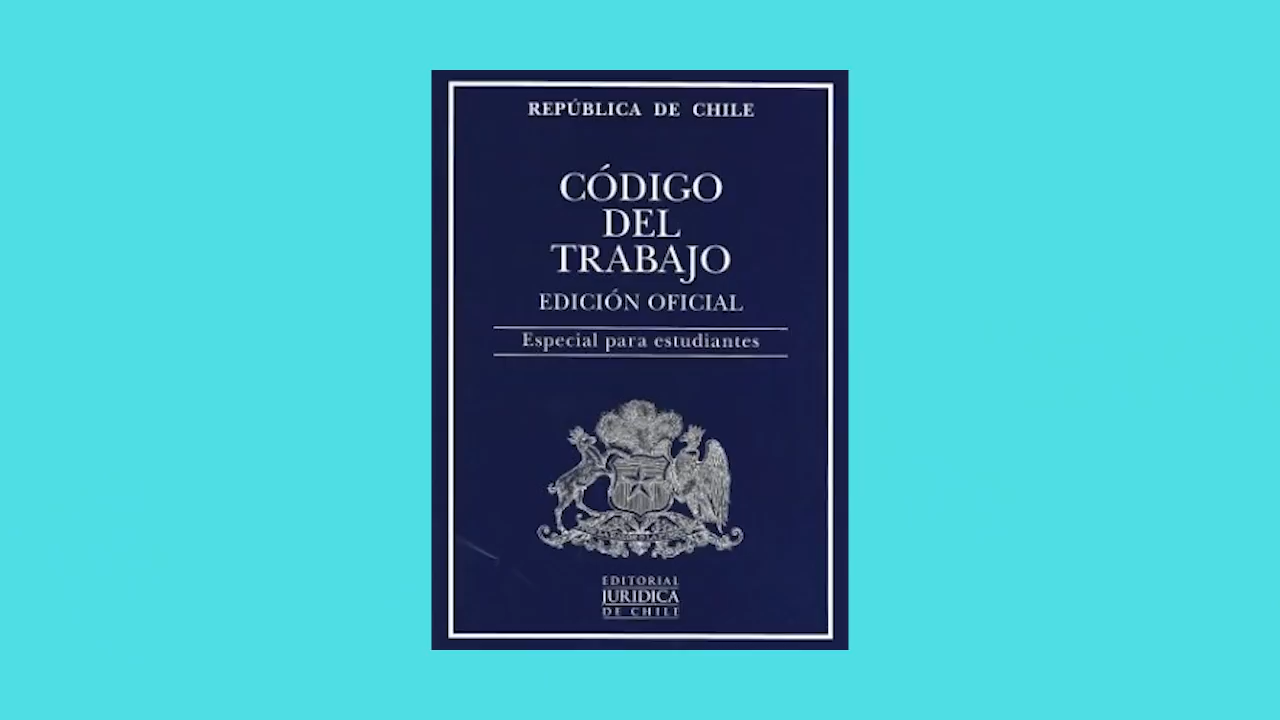 REPÚBLICA DE CHILE
CÓDIGO
DEL
TRABAJO
EDICIÓN OFICIAL
Especial para estudiantes
EDITORIAL
JURIDICA
DE CHILE